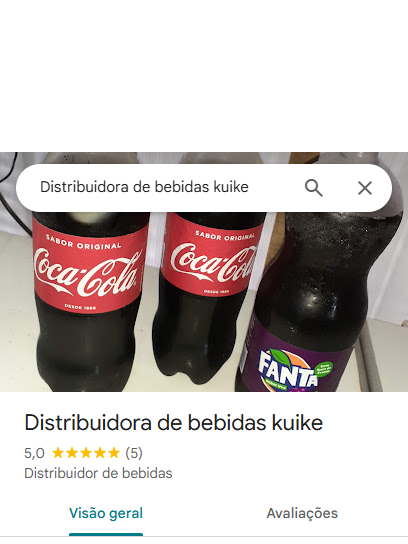 Distribuidora de bebidas kuike
SABOR ORIGINAL
Coca-Cola
DESDE 1886
SABOR ORIGINAL
Coca-Cola
DESDE 1886
FANTA
Distribuidora de bebidas kuike
5,0 ★★★★★ (5)
Distribuidor de bebidas
Visão geral
Avaliações